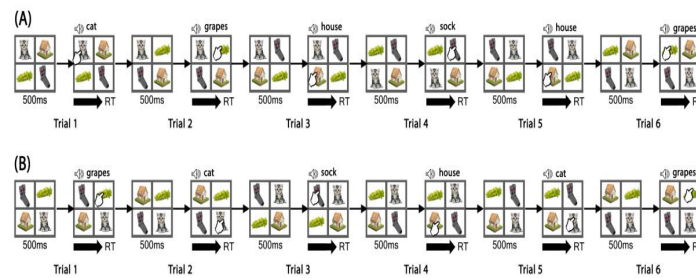 (A)
cat grapes house sock house grapes
500ms RT 500ms RT 500ms RT 500ms RT 500ms RT 500ms R
Trial 1 Trial 2 Trial 3 Trial 4 Trial 5 Trial 6
(B)
grapes cat sock house cat grapes
500ms RT 500ms RT 500ms RT 500ms RT 500ms RT 500ms R
Trial 1 Trial 2 Trial 3 Trial 4 Trial 5 Trial 6